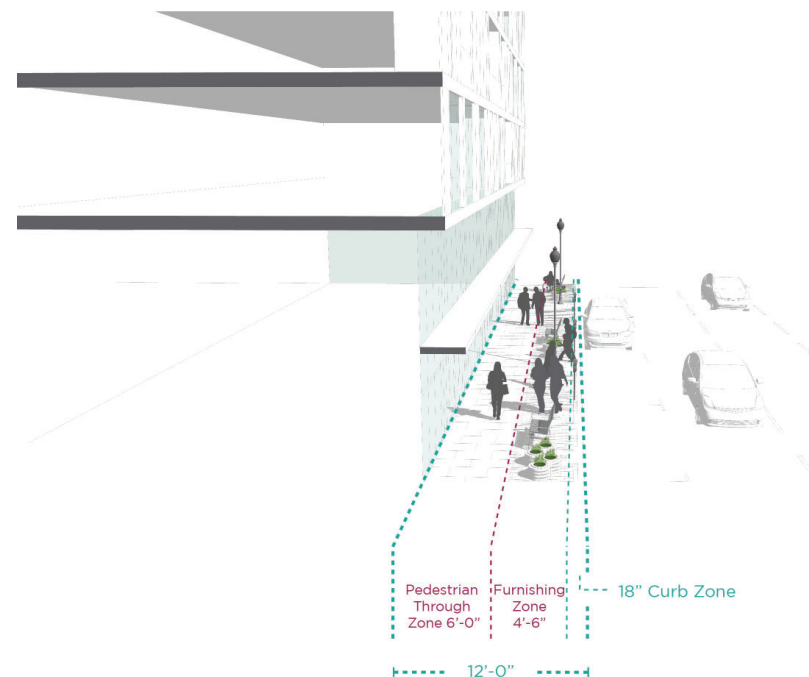 Pedestrian
Through
Zone 6’-0”
Furnishing
Zone
4’-6”
18” Curb Zone
12’-0”